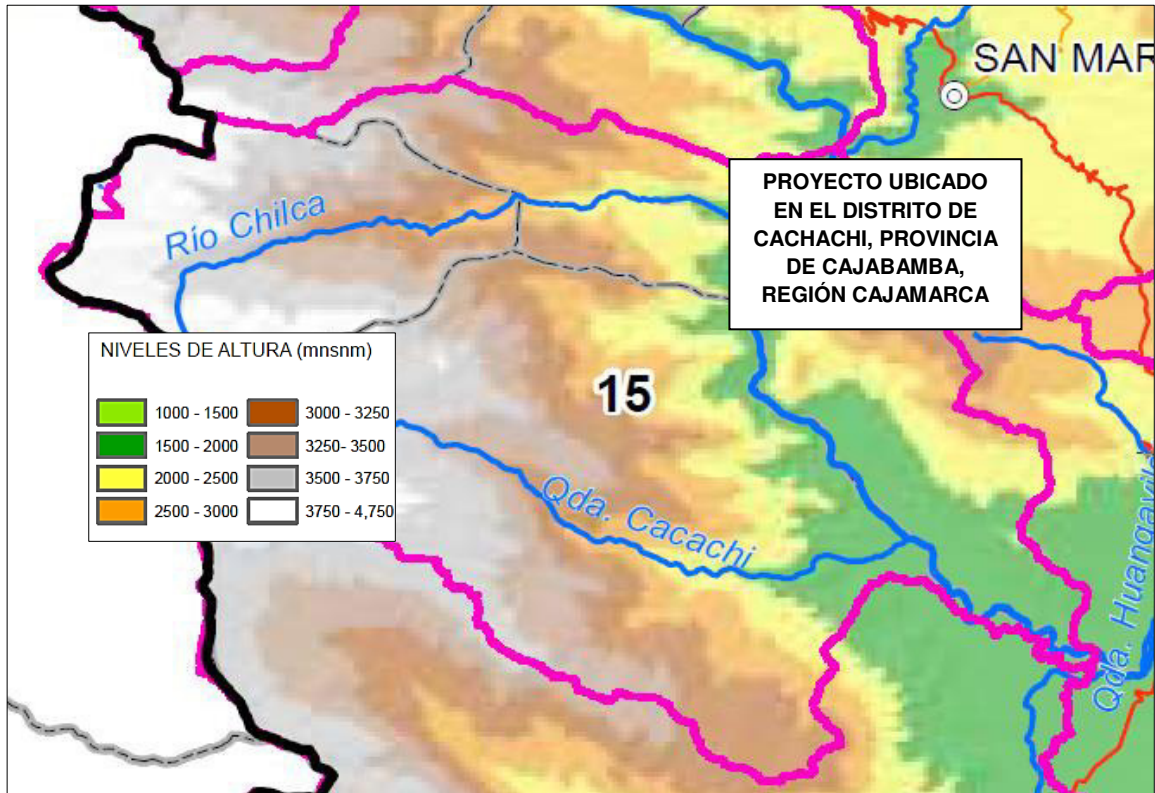 SAN MAR
PROYECTO UBICADO
EN EL DISTRITO DE
CACHACHI, PROVINCIA
DE CAJABAMBA,
REGIÓN CAJAMARCA
Río Chilca
NIVELES DE ALTURA (mnsnm)
1000 - 1500
3000 - 3250
1500 - 2000
3250- 3500
2000 - 2500
3500 - 3750
2500 - 3000
3750 - 4,750
15
Qda. Cacachi
Qda. Huangavilca